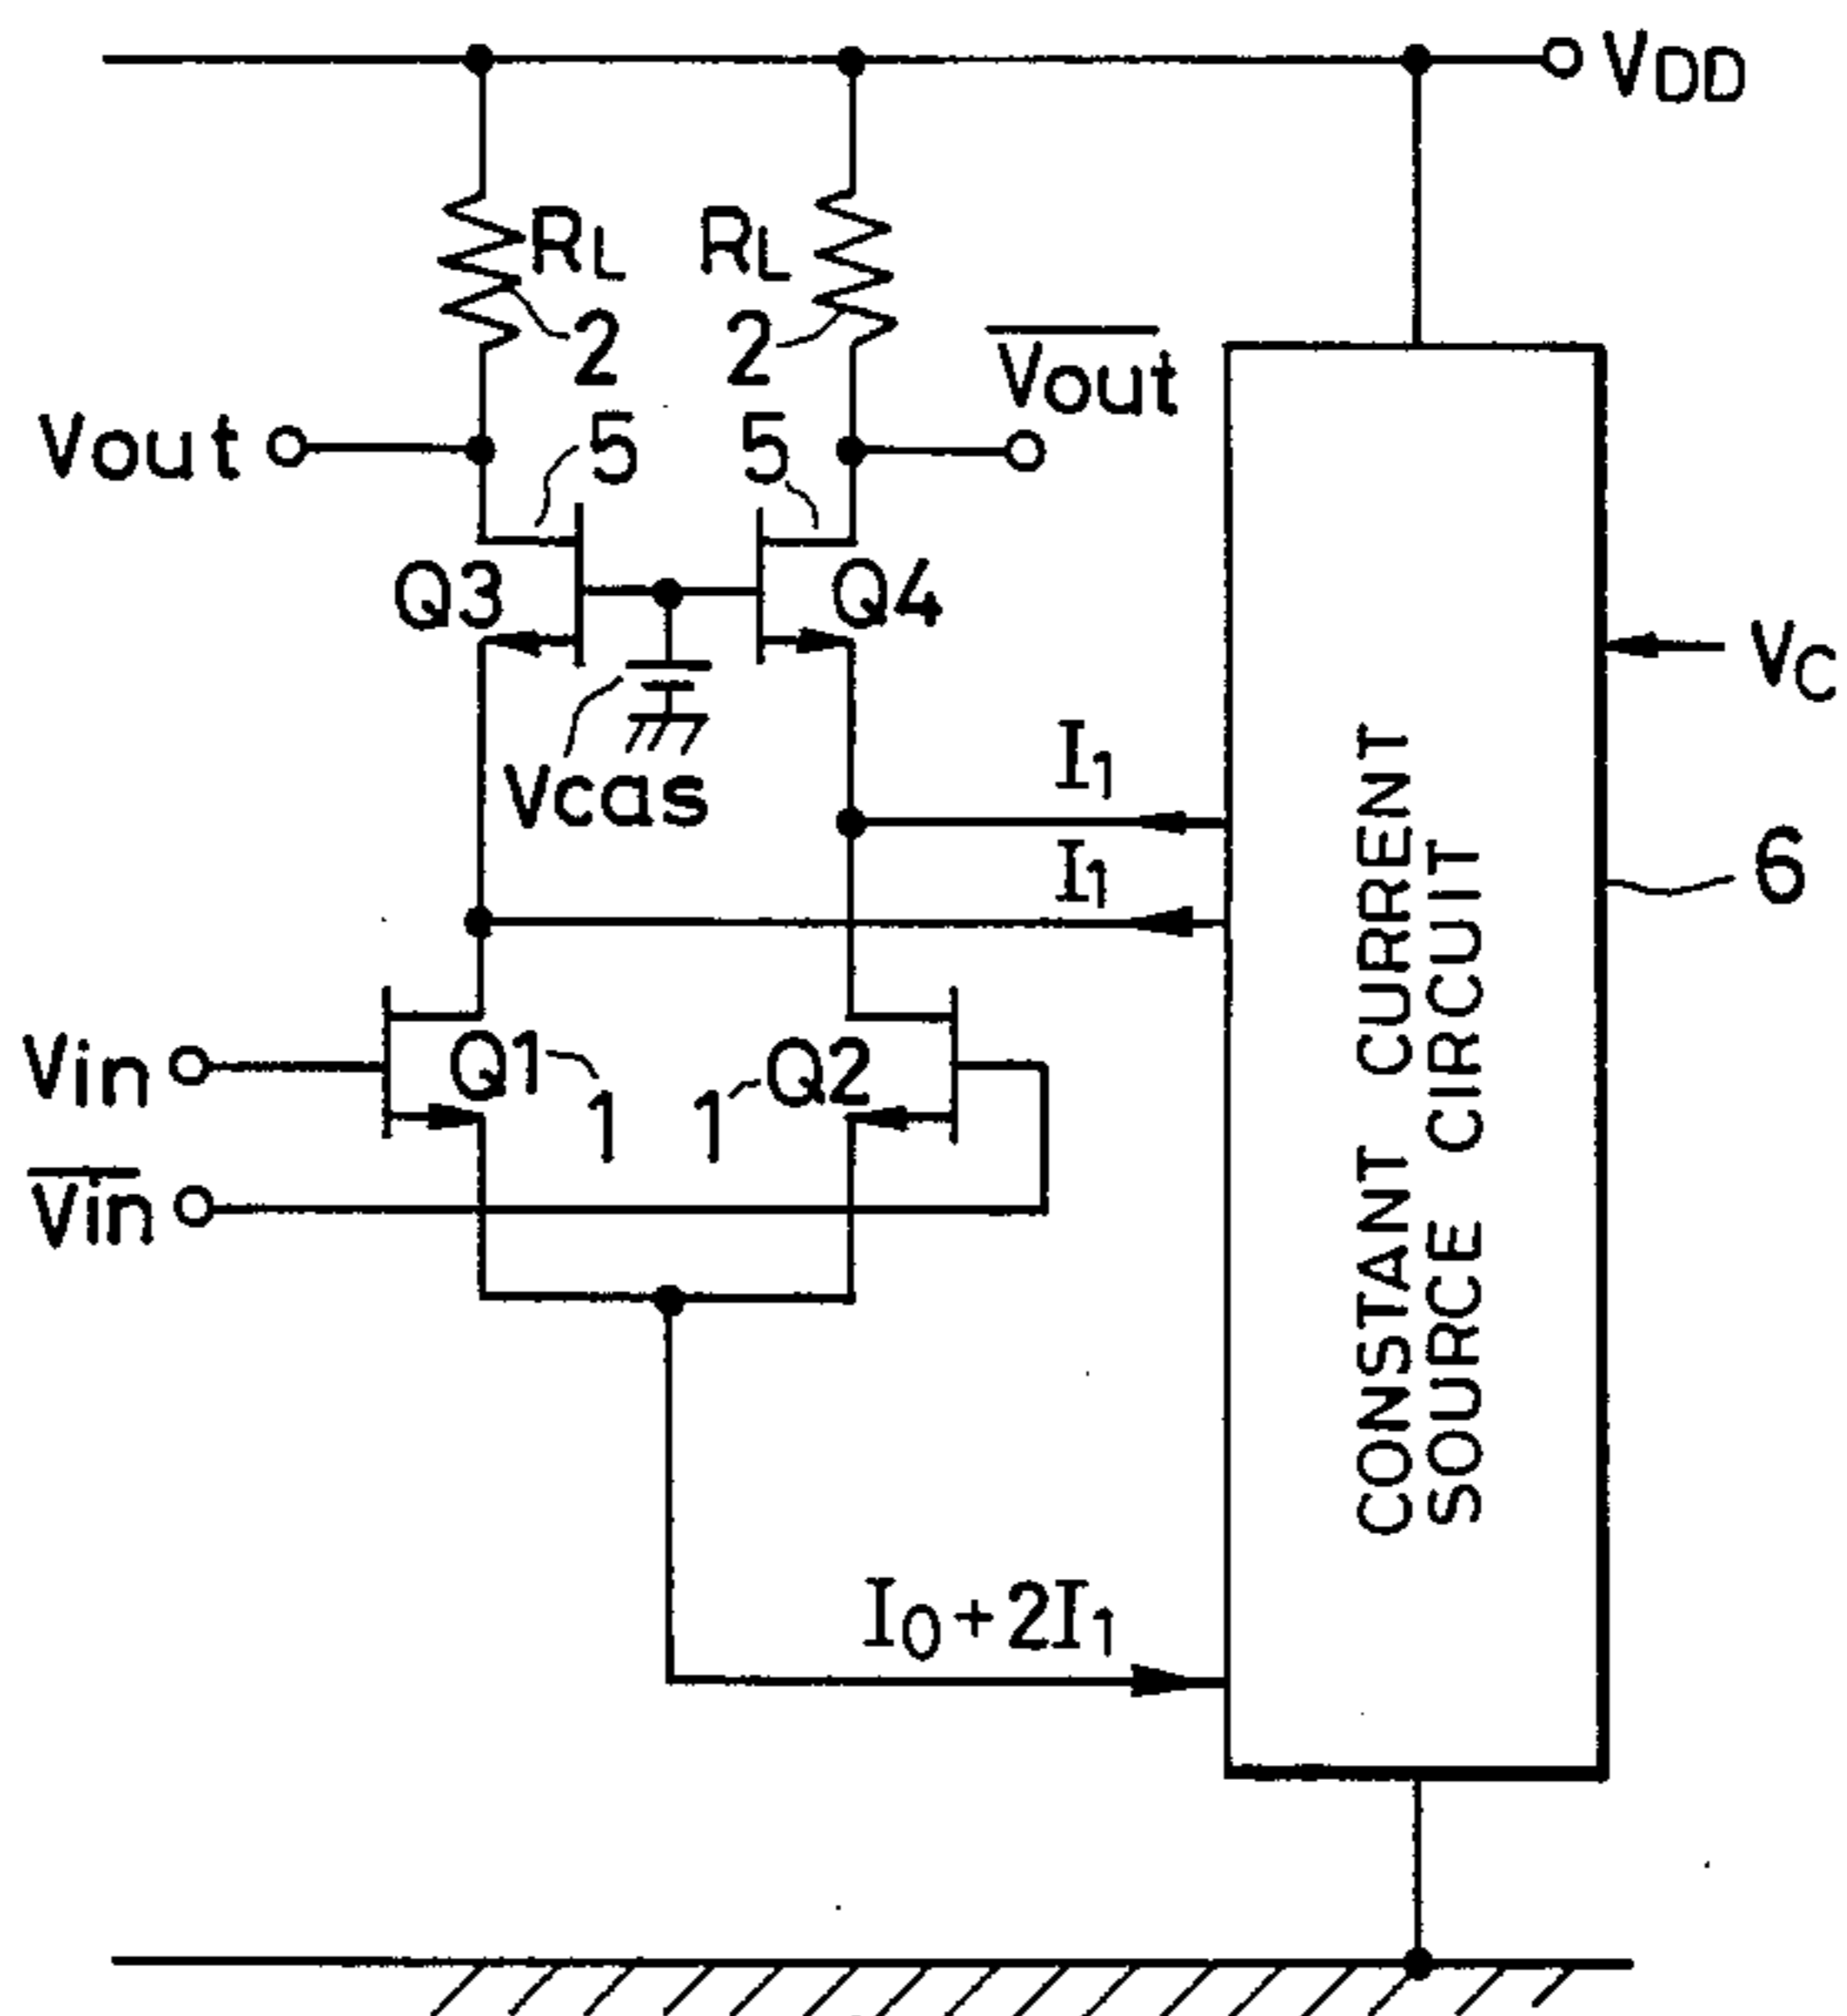 VDD
RL RL
2 2
Vout
Vout
5 5
Q3 Q4
VC
Vcas
I1
I1
6
CONSTANT CURRENT
SOURCE CIRCUIT
Vin
Q1 1 1 Q2
Vin
I0+2I1